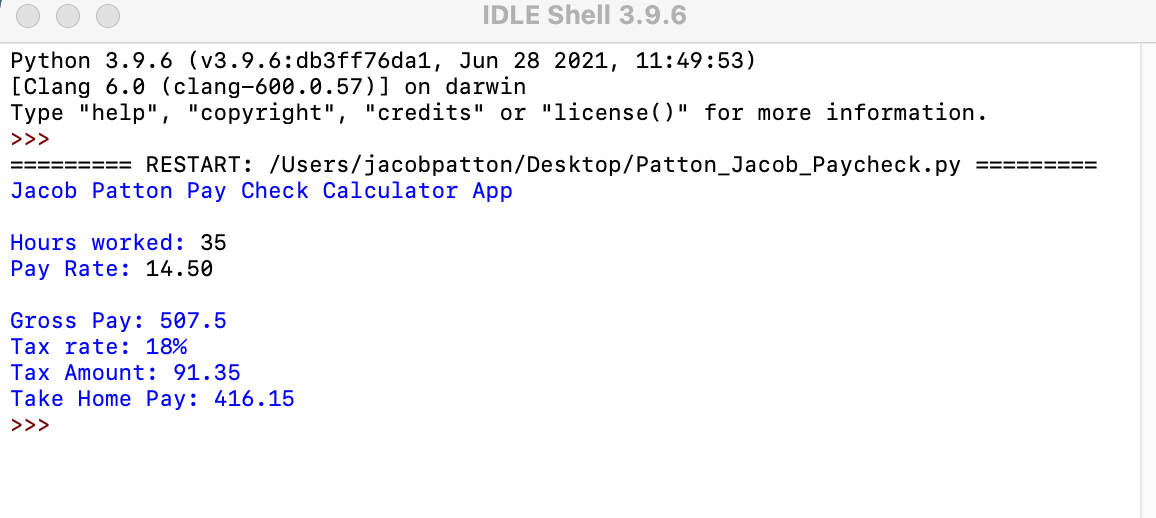 IDLE Shell 3.9.6
Python 3.9.6 (v3.9.6:db3ff76da1, Jun 28 2021, 11:49:53)
[Clang 6.0 (clang-600.0.57)] on darwin
Type "help", "copyright", "credits" or "license()" for more information.
>>>
========= RESTART: /Users/jacobpatton/Desktop/Patton_Jacob_Paycheck.py =========
Jacob Patton Pay Check Calculator App
Hours worked: 35
Pay Rate: 14.50
Gross Pay: 507.5
Tax rate: 18%
Tax Amount: 91.35
Take Home Pay: 416.15
>>>